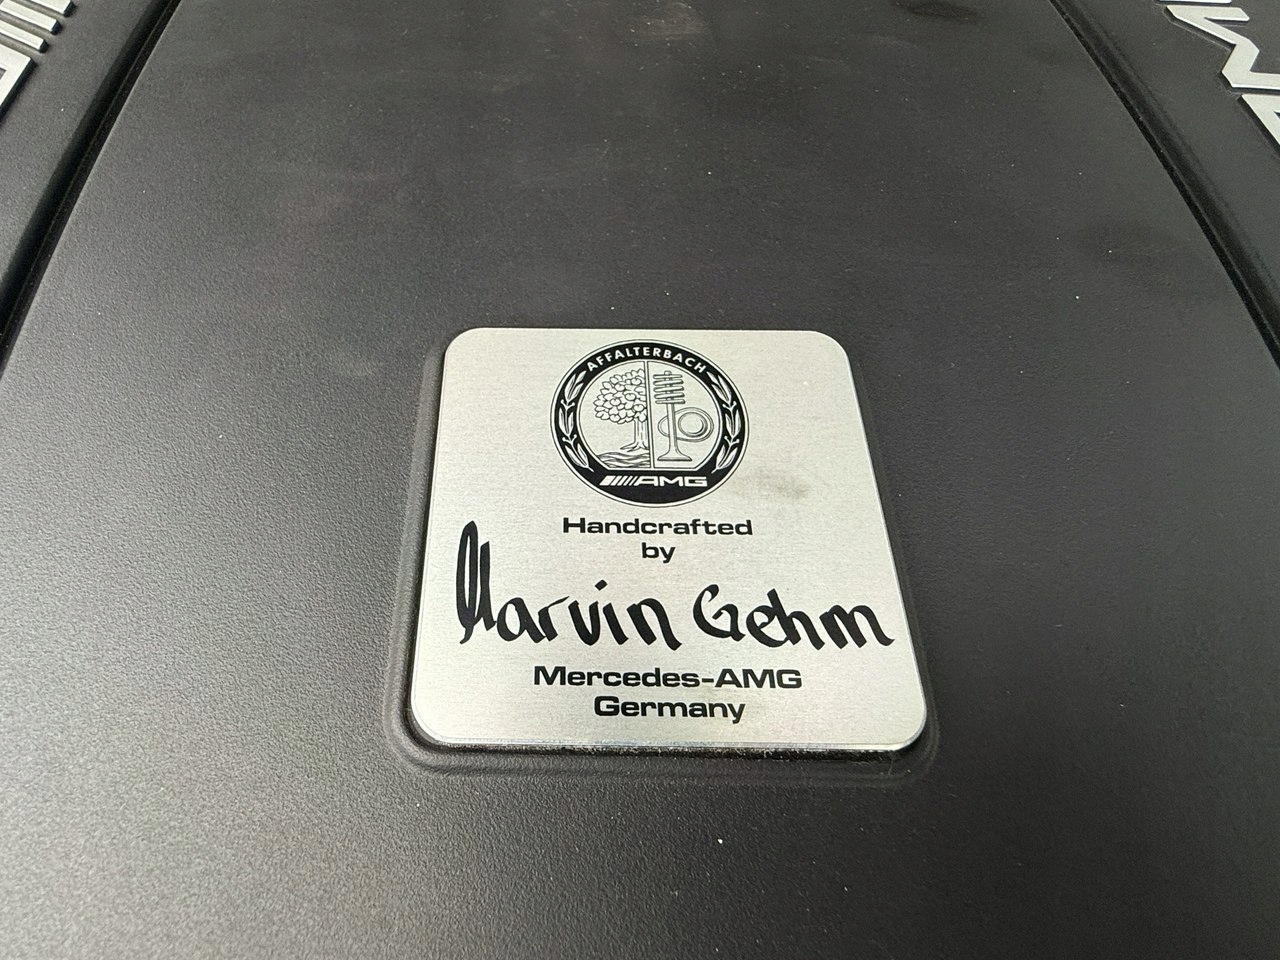 AFFALTERBACH
AMG
Handcrafted
by
Marvin Gehm
Mercedes-AMG
Germany